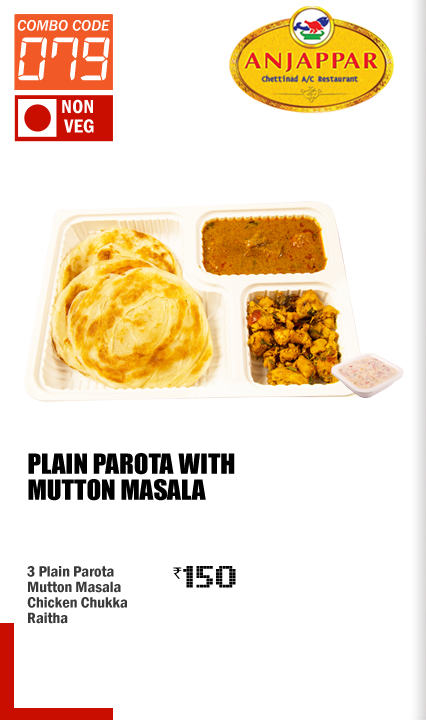 COMBO CODE
079
NON
VEG
ANJAPPAR
Chettinad A/C Restaurant
PLAIN PAROTA WITH
MUTTON MASALA
3 Plain Parota
Mutton Masala
Chicken Chukka
Raitha
₹150